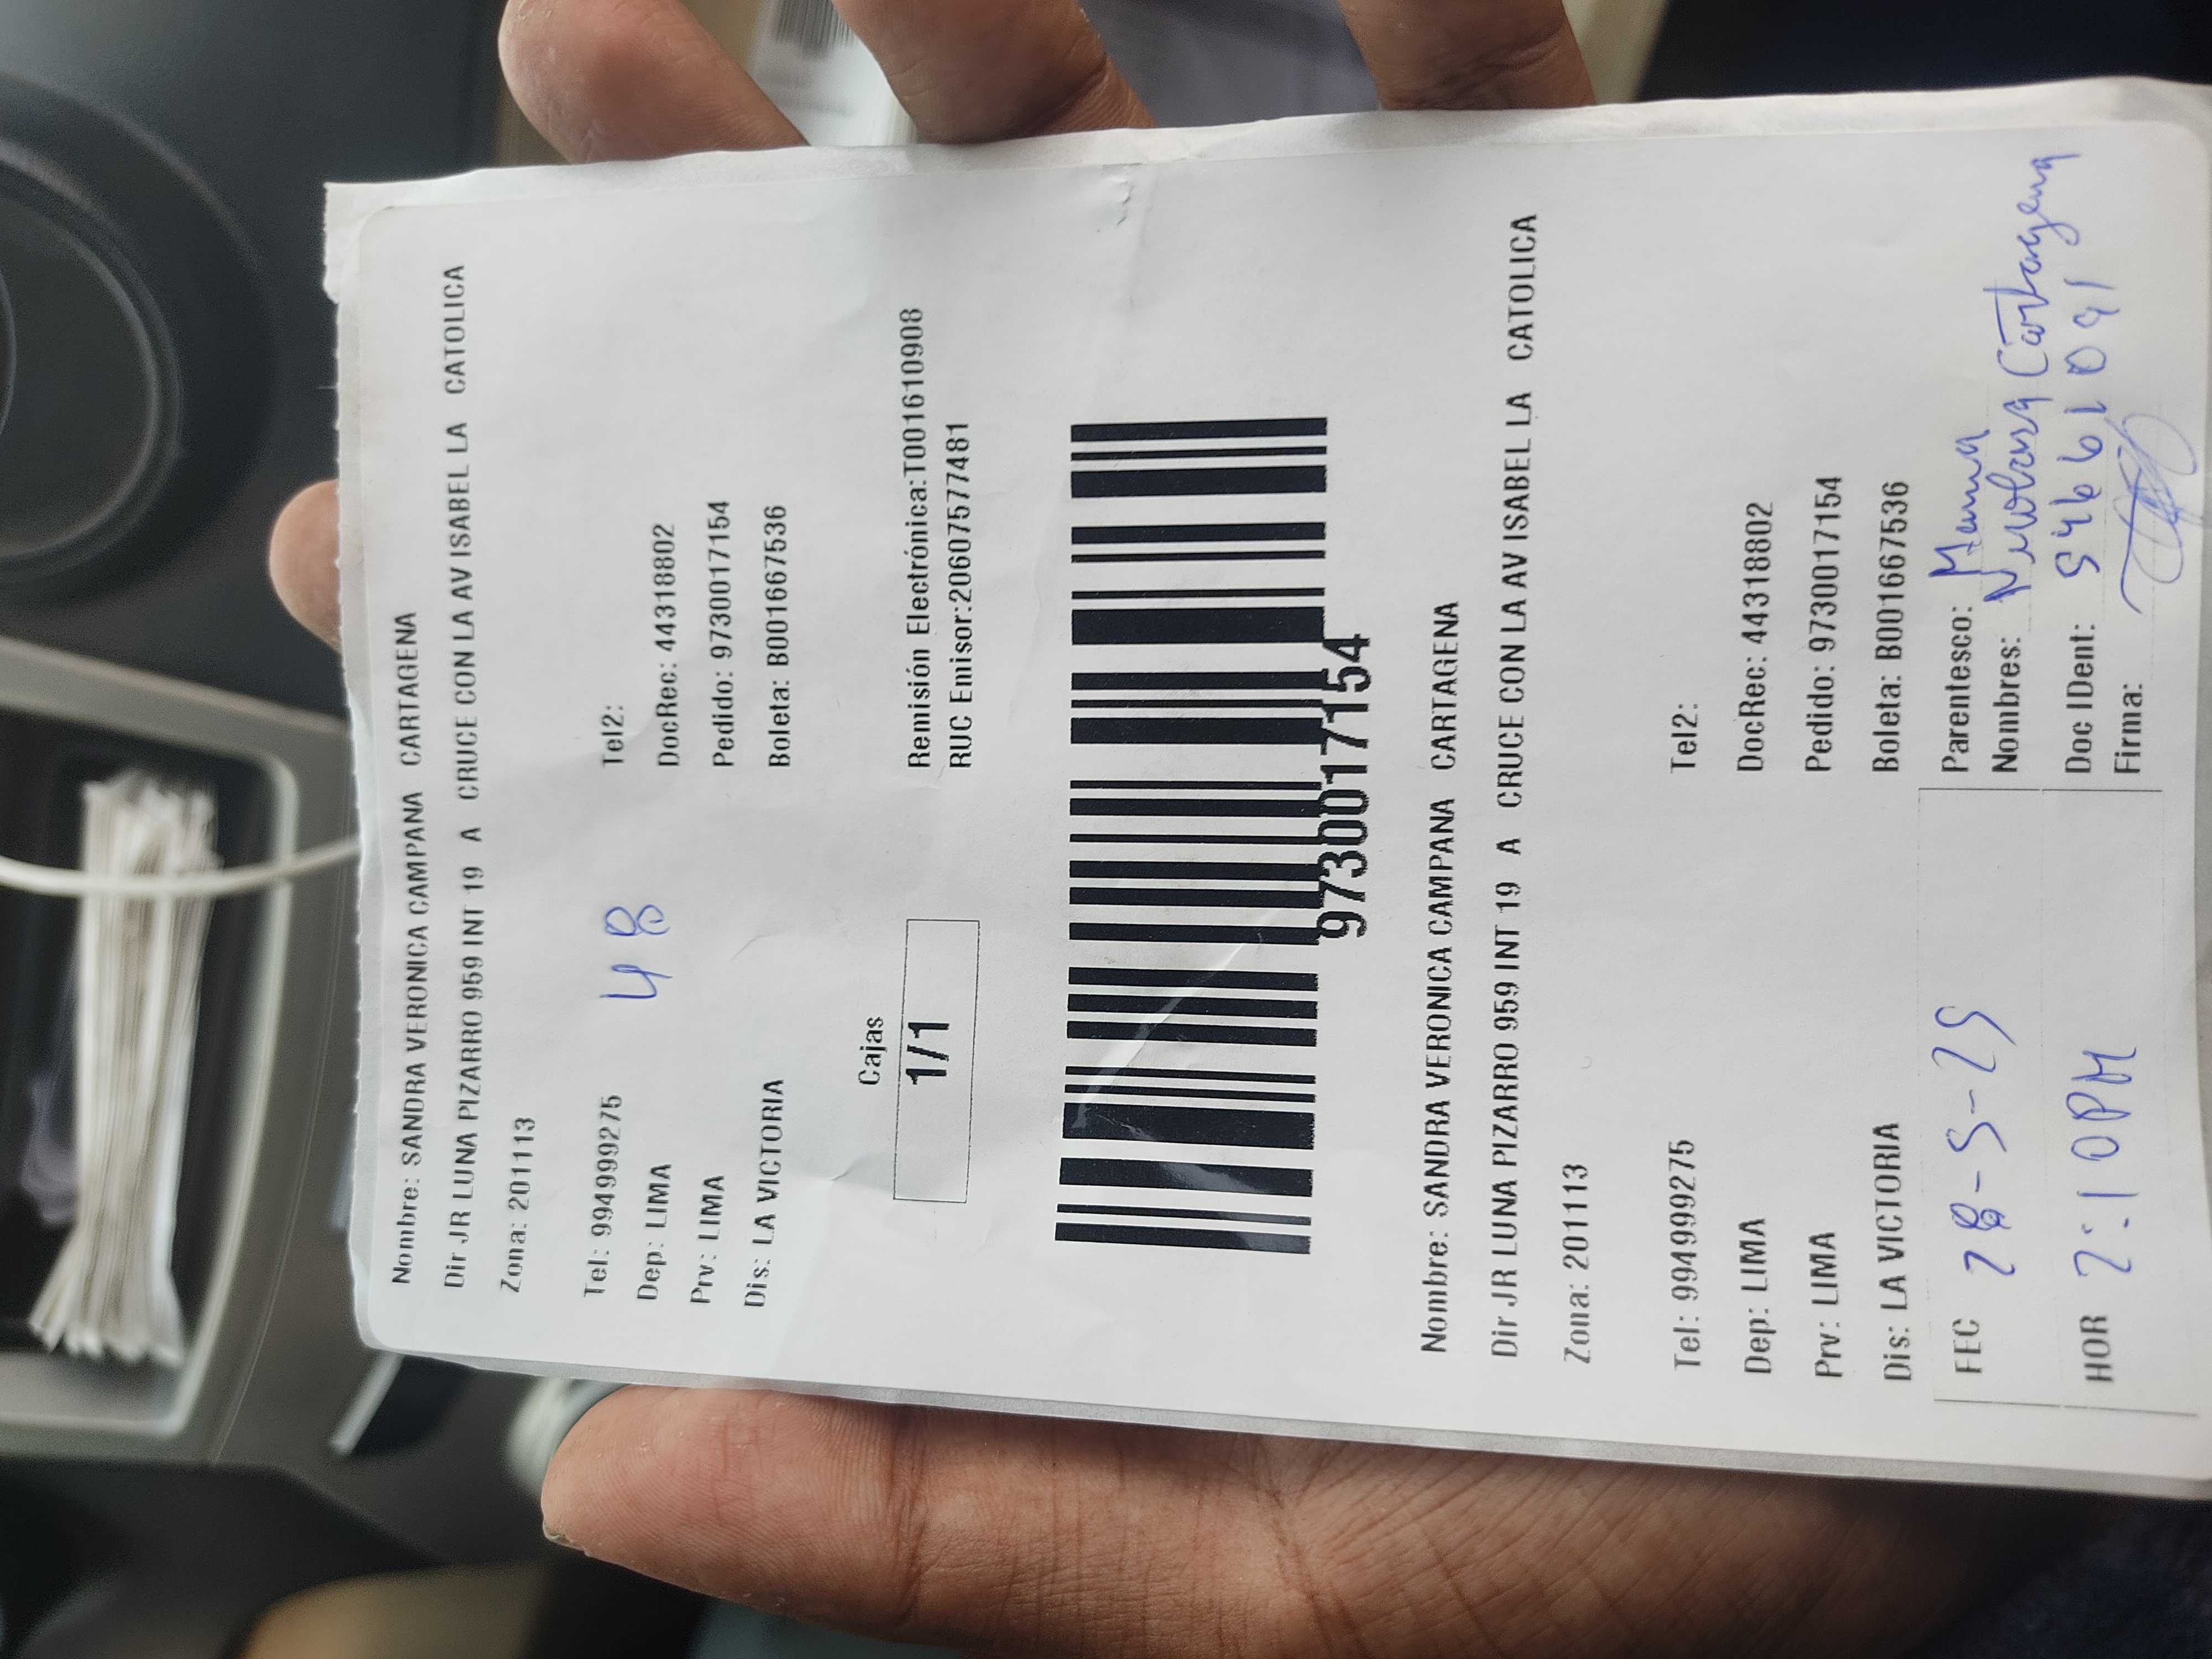 Nombre: SANDRA VERONICA CAMPANA CARTAGENA
Dir JR LUNA PIZARRO 959 INT 19 A CRUCE CON LA AV ISABEL LA CATOLICA
Zona: 201113
Tel: 994999275 48 Tel2:
Dep: LIMA DocRec: 44318802
Prv: LIMA Pedido: 9730017154
Dis: LA VICTORIA Boleta: B001667536
Cajas
1/1
Remisión Electrónica:T001610908
RUC Emisor:20607577481
9730017154
Nombre: SANDRA VERONICA CAMPANA CARTAGENA
Dir JR LUNA PIZARRO 959 INT 19 A CRUCE CON LA AV ISABEL LA CATOLICA
Zona: 201113
Tel: 994999275 Tel2:
Dep: LIMA DocRec: 44318802
Prv: LIMA Pedido: 9730017154
Dis: LA VICTORIA Boleta: B001667536
FEC 28-5-25 Parentesco: Mama
Nombres: Cartagena
HOR 2:10PM Doc IDent:
Firma: